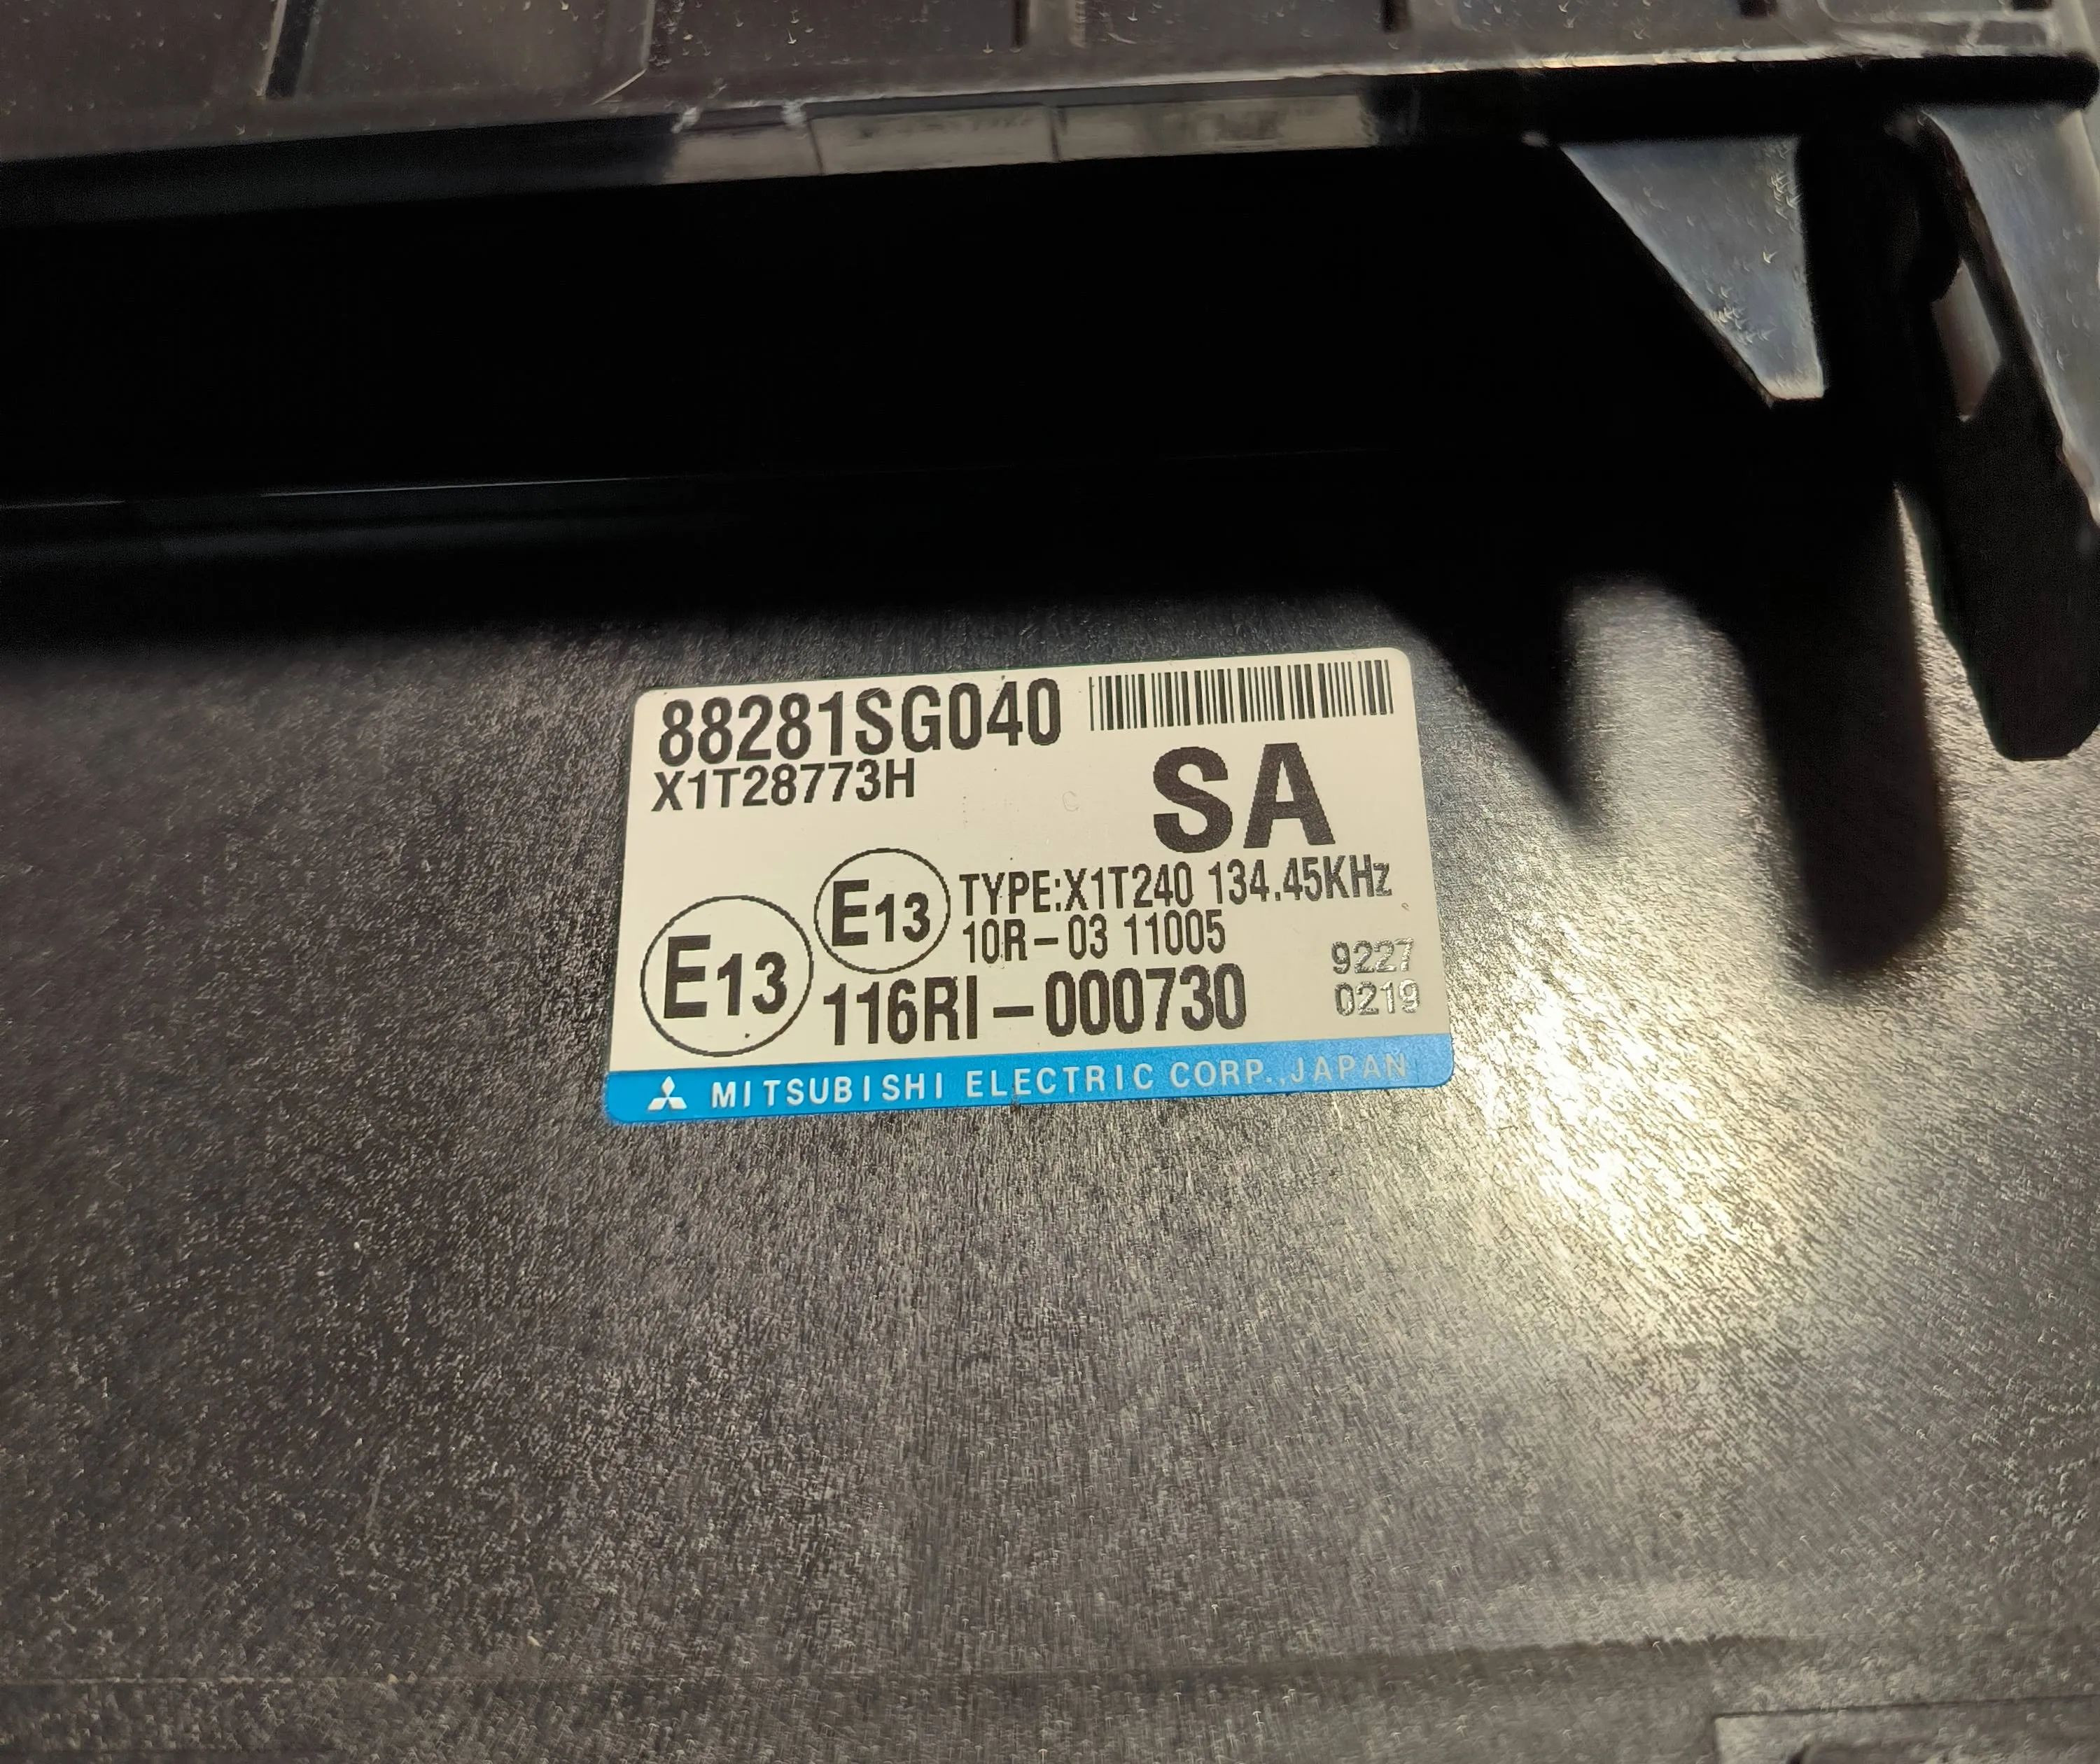 88281SG040
X1T28773H
SA
E13 TYPE:X1T240 134.45KHz
10R-03 11005
E13 116RI-000730
9227
0219
MITSUBISHI ELECTRIC CORP.,JAPAN